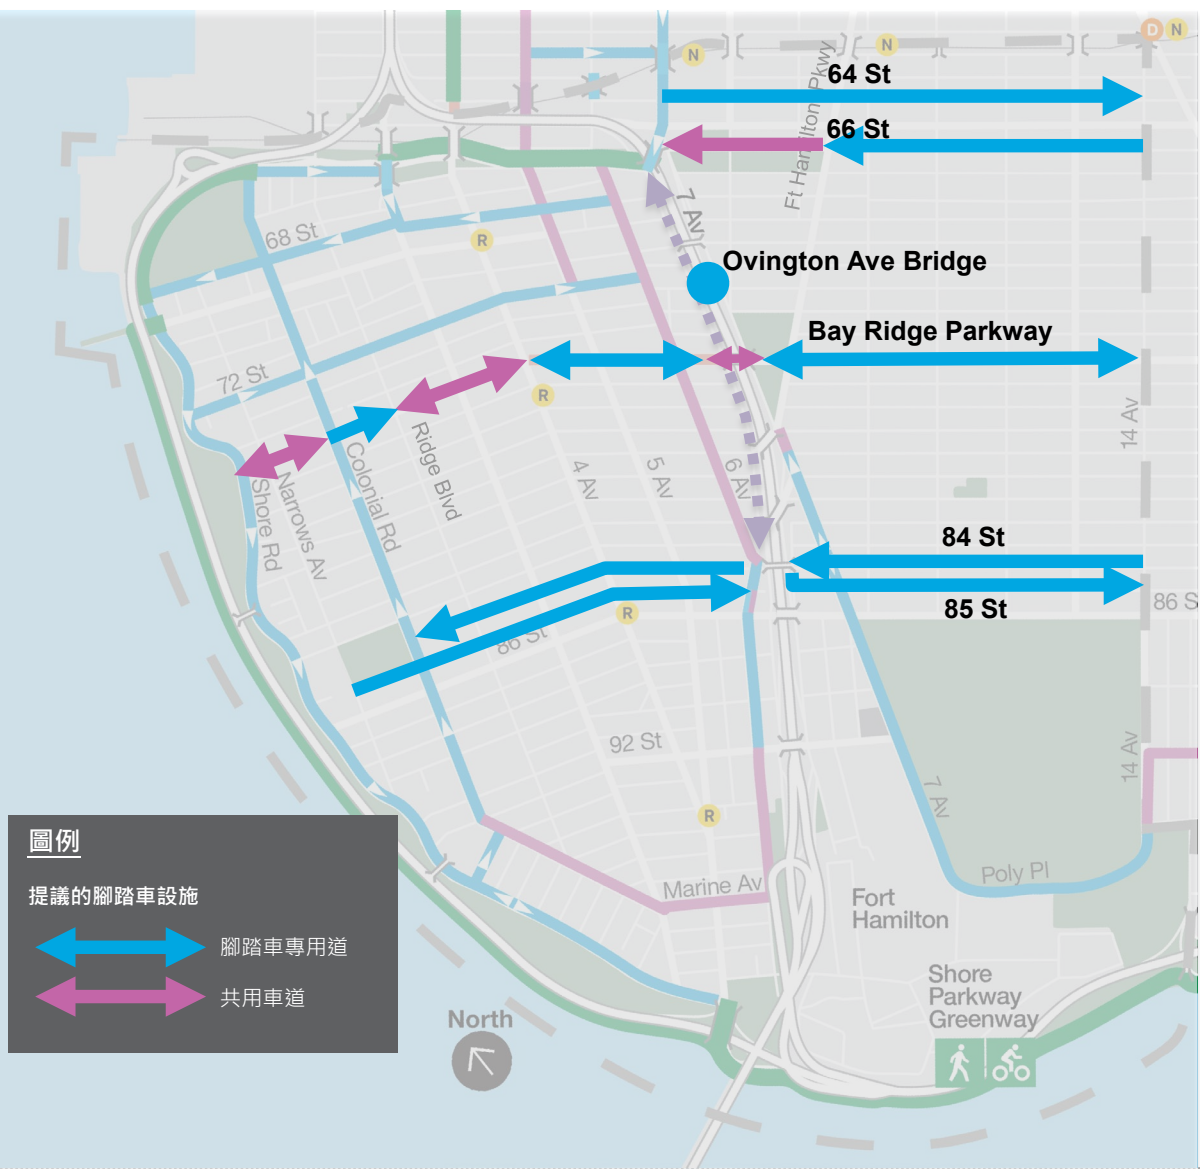 D N
N
N
64 St
66 St
Ft Hamilton Pkwy
7 Av
68 St
R
Ovington Ave Bridge
Bay Ridge Parkway
72 St
R
14 Av
Ridge Blvd
Colonial Rd
Narrows Av
Shore Rd
4 Av
5 Av
6 Av
84 St
85 St
86 S
R
86 St
92 St
14 Av
7 Av
R
圖例
提議的腳踏車設施
腳踏車專用道
共用車道
Marine Av
Poly Pl
Fort
Hamilton
Shore
Parkway
Greenway
North